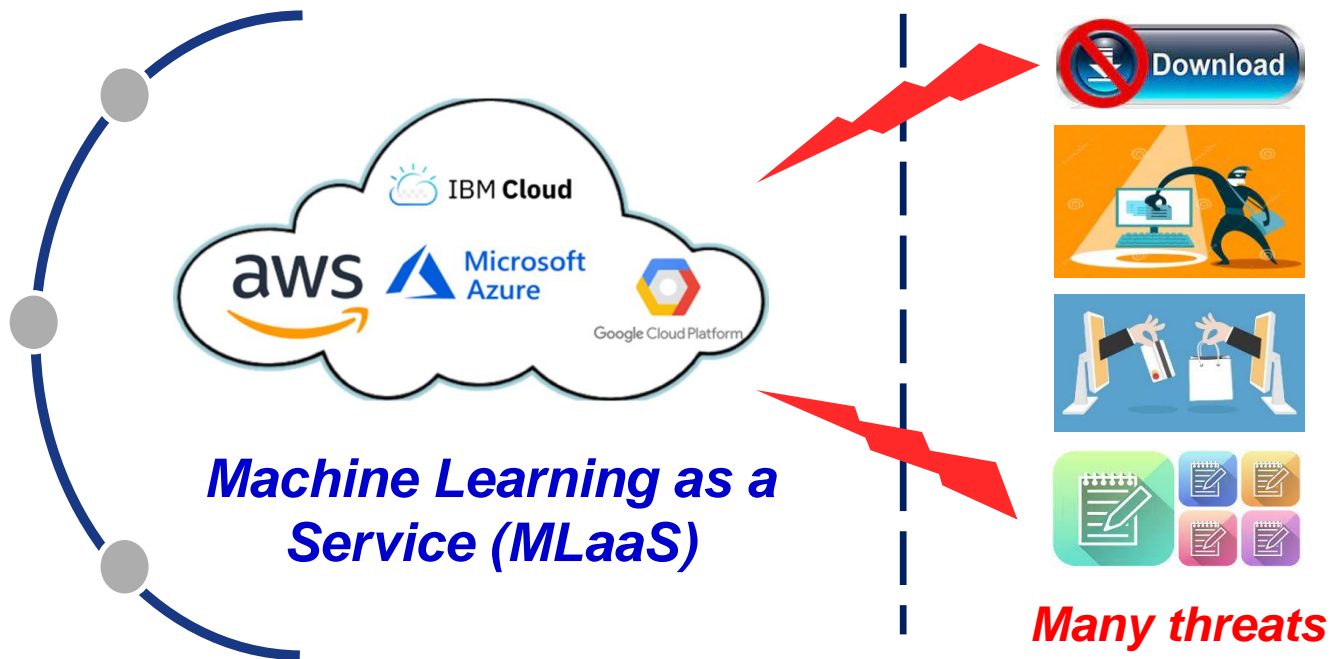 Download
IBM Cloud
aws
Microsoft
Azure
Google Cloud Platform
Machine Learning as a
Service (MLaaS)
Many threats